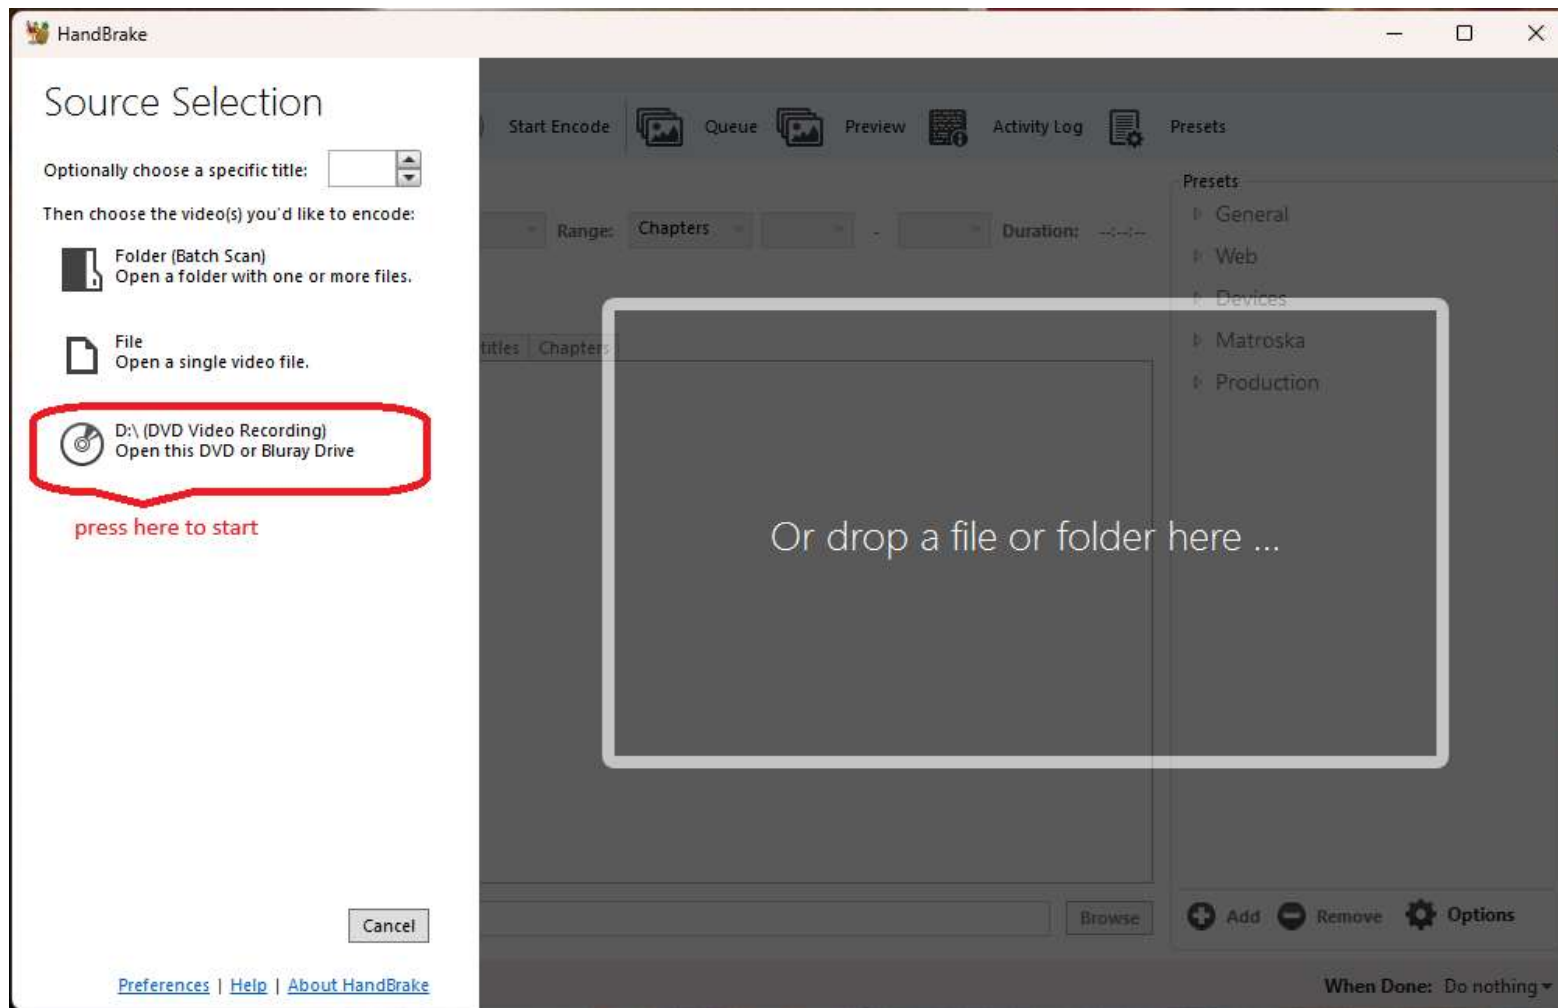 HandBrake
Source Selection
Optionally choose a specific title:
Then choose the video(s) you'd like to encode:
Folder (Batch Scan)
Open a folder with one or more files.
File
Open a single video file.
D:\ (DVD Video Recording)
Open this DVD or Bluray Drive
press here to start
Cancel
Preferences | Help | About HandBrake
Start Encode
Queue
Preview
Activity Log
Presets
Range: Chapters - Duration: --:--:--
titles Chapters
Or drop a file or folder here ...
Browse
Presets
General
Web
Devices
Matroska
Production
Add
Remove
Options
When Done: Do nothing